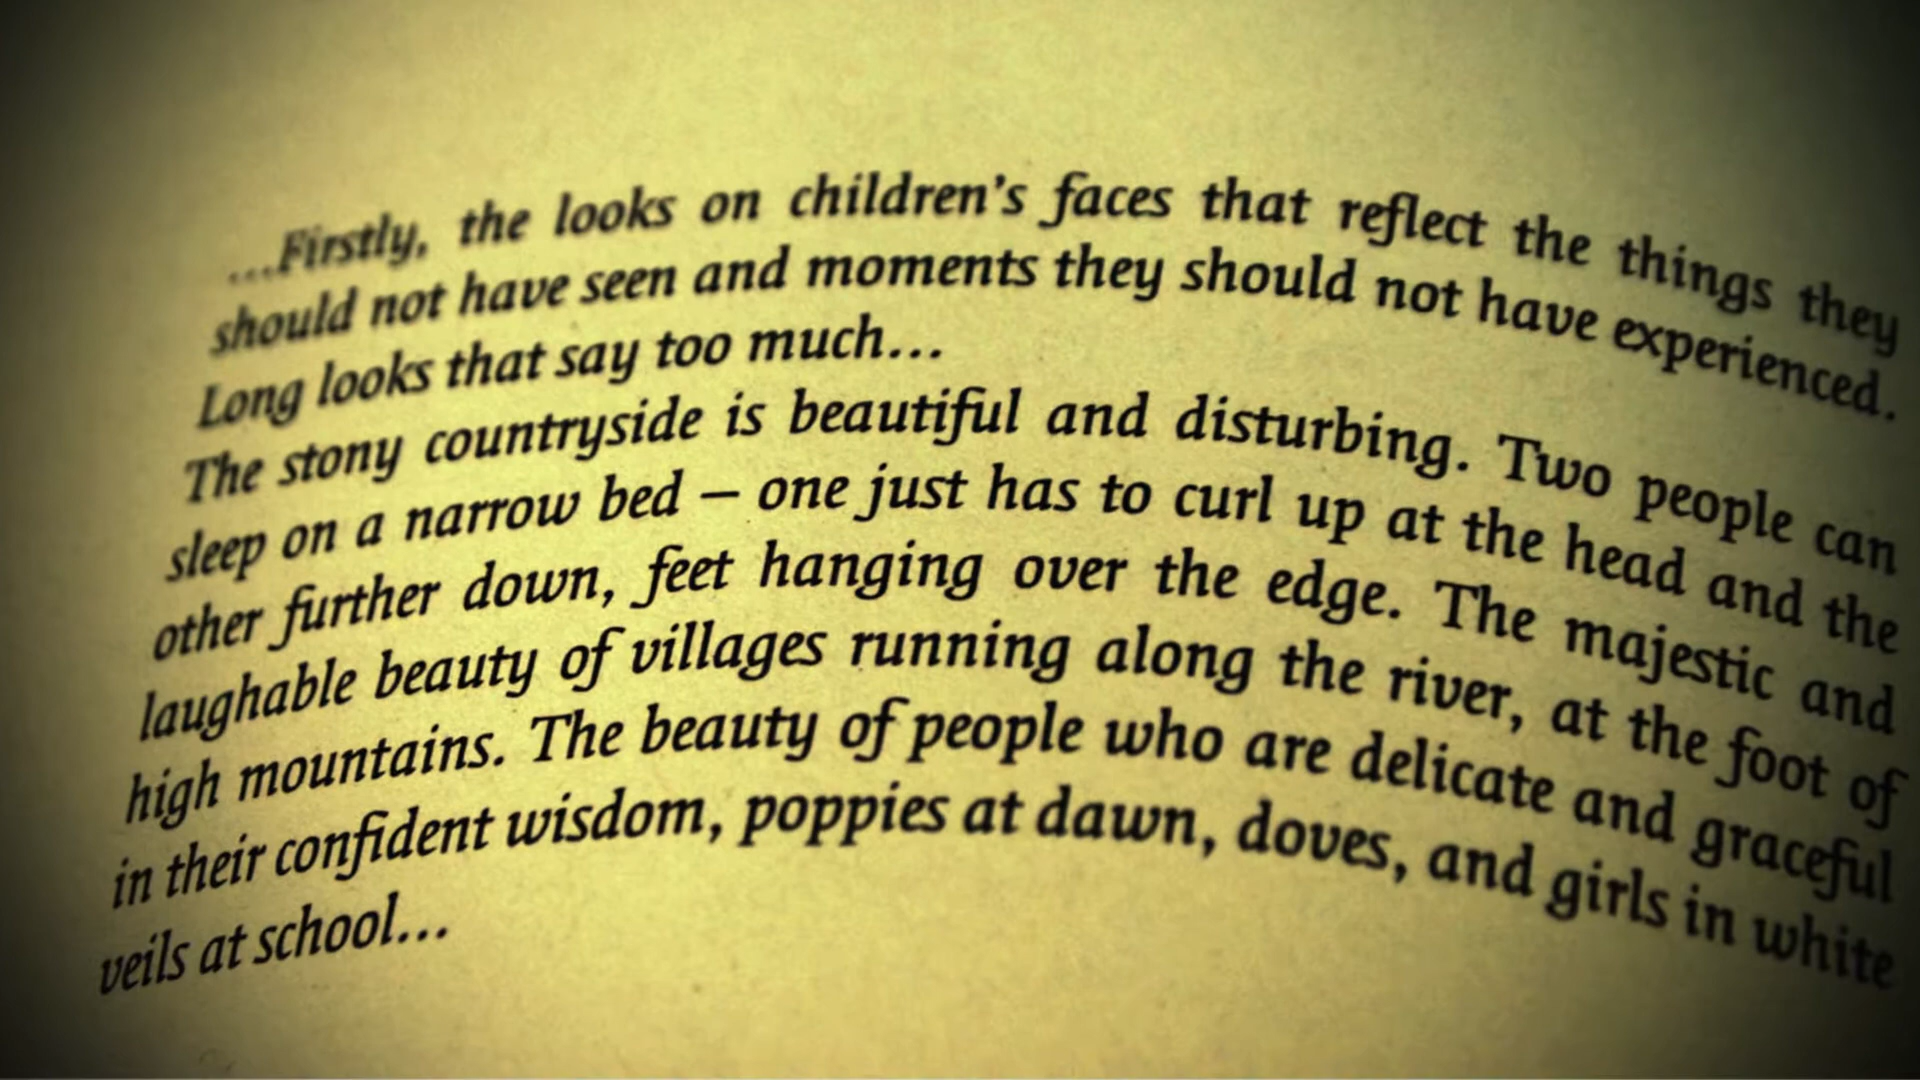 ...Firstly, the looks on children's faces that reflect the things they
should not have seen and moments they should not have experienced.
Long looks that say too much...
The stony countryside is beautiful and disturbing. Two people can
sleep on a narrow bed – one just has to curl up at the head and the
other further down, feet hanging over the edge. The majestic and
laughable beauty of villages running along the river, at the foot of
high mountains. The beauty of people who are delicate and graceful
in their confident wisdom, poppies at dawn, doves, and girls in white
veils at school...